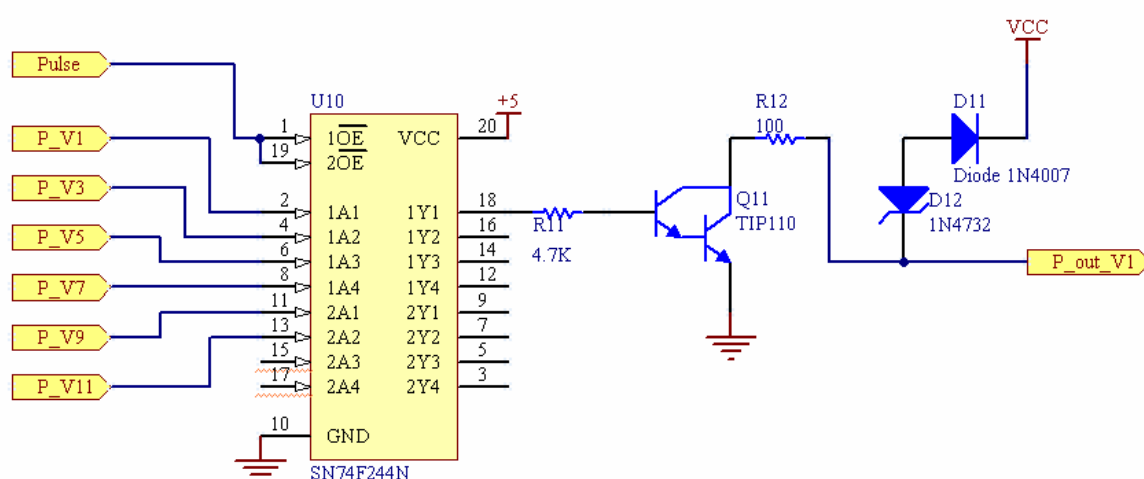 Pulse
P_V1
P_V3
P_V5
P_V7
P_V9
P_V11
U10
1 1OE VCC 20 +5
19 2OE
2 1A1 1Y1 18
4 1A2 1Y2 16
6 1A3 1Y3 14
8 1A4 1Y4 12
11 2A1 2Y1 9
13 2A2 2Y2 7
15 2A3 2Y3 5
17 2A4 2Y4 3
10 GND
SN74F244N
R11
4.7K
Q11
TIP110
R12
100
VCC
D11
Diode 1N4007
D12
1N4732
P_out_V1